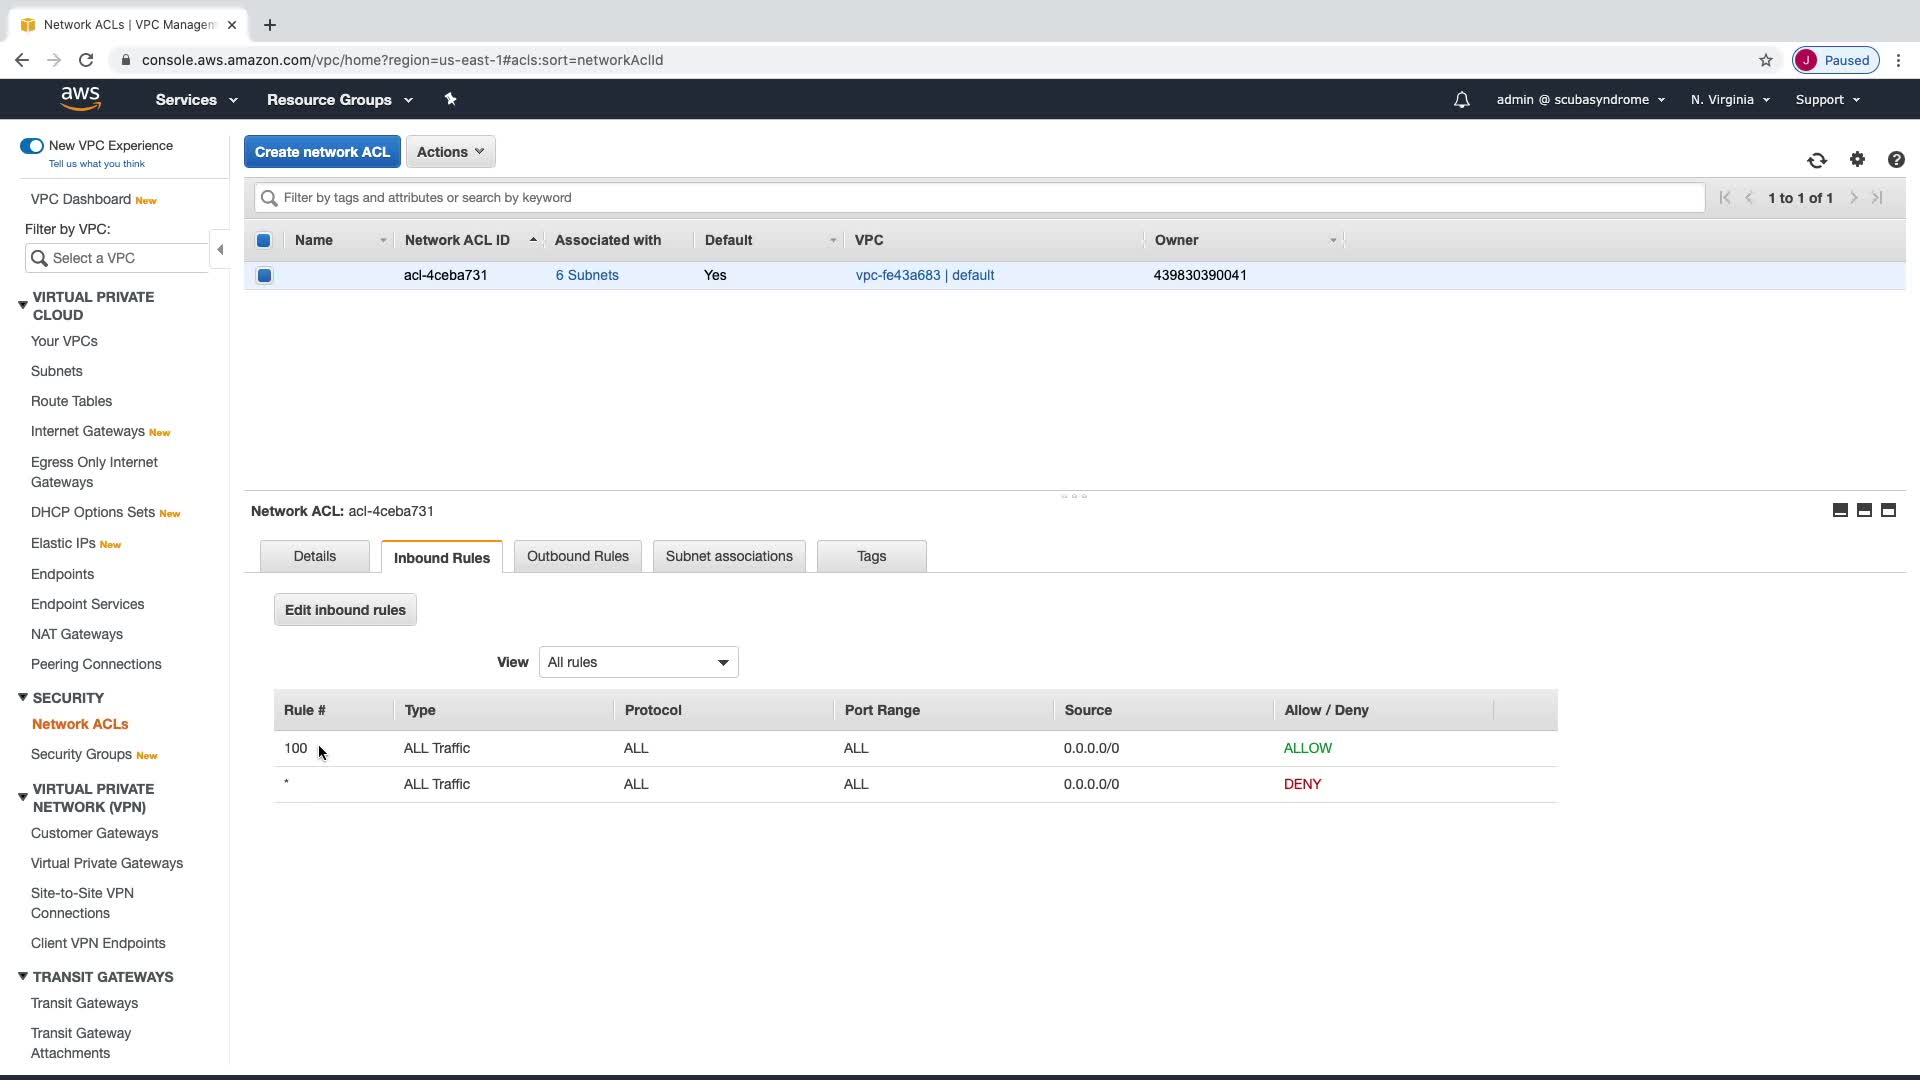 Network ACLs | VPC Managem
console.aws.amazon.com/vpc/home?region=us-east-1#acls:sort=networkAclId
J Paused
aws
Services
Resource Groups
admin @ scubasyndrome
N. Virginia
Support
New VPC Experience
Tell us what you think
VPC Dashboard New
Filter by VPC:
Select a VPC
VIRTUAL PRIVATE
CLOUD
Your VPCs
Subnets
Route Tables
Internet Gateways New
Egress Only Internet
Gateways
DHCP Options Sets New
Elastic IPs New
Endpoints
Endpoint Services
NAT Gateways
Peering Connections
SECURITY
Network ACLs
Security Groups New
VIRTUAL PRIVATE
NETWORK (VPN)
Customer Gateways
Virtual Private Gateways
Site-to-Site VPN
Connections
Client VPN Endpoints
TRANSIT GATEWAYS
Transit Gateways
Transit Gateway
Attachments
Create network ACL
Actions
Filter by tags and attributes or search by keyword
1 to 1 of 1
Name Network ACL ID Associated with Default VPC Owner
acl-4ceba731 6 Subnets Yes vpc-fe43a683 | default 439830390041
Network ACL: acl-4ceba731
Details
Inbound Rules
Outbound Rules
Subnet associations
Tags
Edit inbound rules
View All rules
Rule # Type Protocol Port Range Source Allow / Deny
100 ALL Traffic ALL ALL 0.0.0.0/0 ALLOW
* ALL Traffic ALL ALL 0.0.0.0/0 DENY